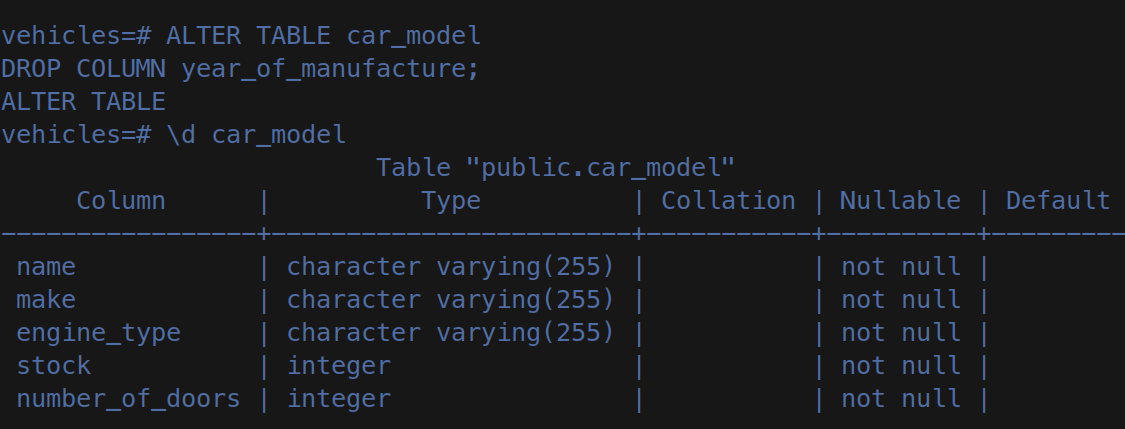 vehicles=# ALTER TABLE car_model
DROP COLUMN year_of_manufacture;
ALTER TABLE
vehicles=# \d car_model
                         Table "public.car_model"
     Column      |          Type          | Collation | Nullable | Default
-----------------+------------------------+-----------+----------+---------
 name            | character varying(255) |           | not null |
 make            | character varying(255) |           | not null |
 engine_type     | character varying(255) |           | not null |
 stock           | integer                |           | not null |
 number_of_doors | integer                |           | not null |